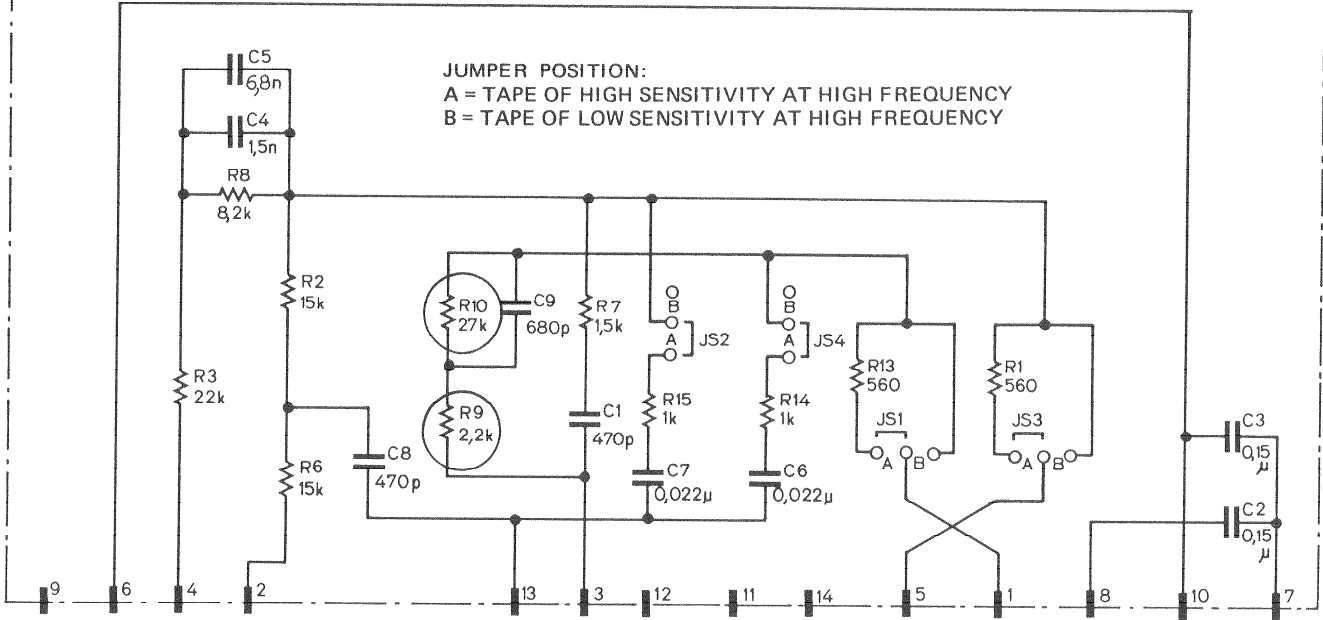 C5
6,8n
JUMPER POSITION:
A = TAPE OF HIGH SENSITIVITY AT HIGH FREQUENCY
B = TAPE OF LOW SENSITIVITY AT HIGH FREQUENCY
C4
1,5n
R8
8,2k
R2
15k
R10
27k
C9
680p
R7
1,5k
B
A
JS2
B
A
JS4
R13
560
R1
560
R3
22k
R9
2,2k
C1
470p
R15
1k
R14
1k
JS1
A
B
JS3
A
B
C3
0,15
μ
R6
15k
C8
470p
C7
0,022μ
C6
0,022μ
C2
0,15
μ
9
6
4
2
13
3
12
11
14
5
1
8
10
7